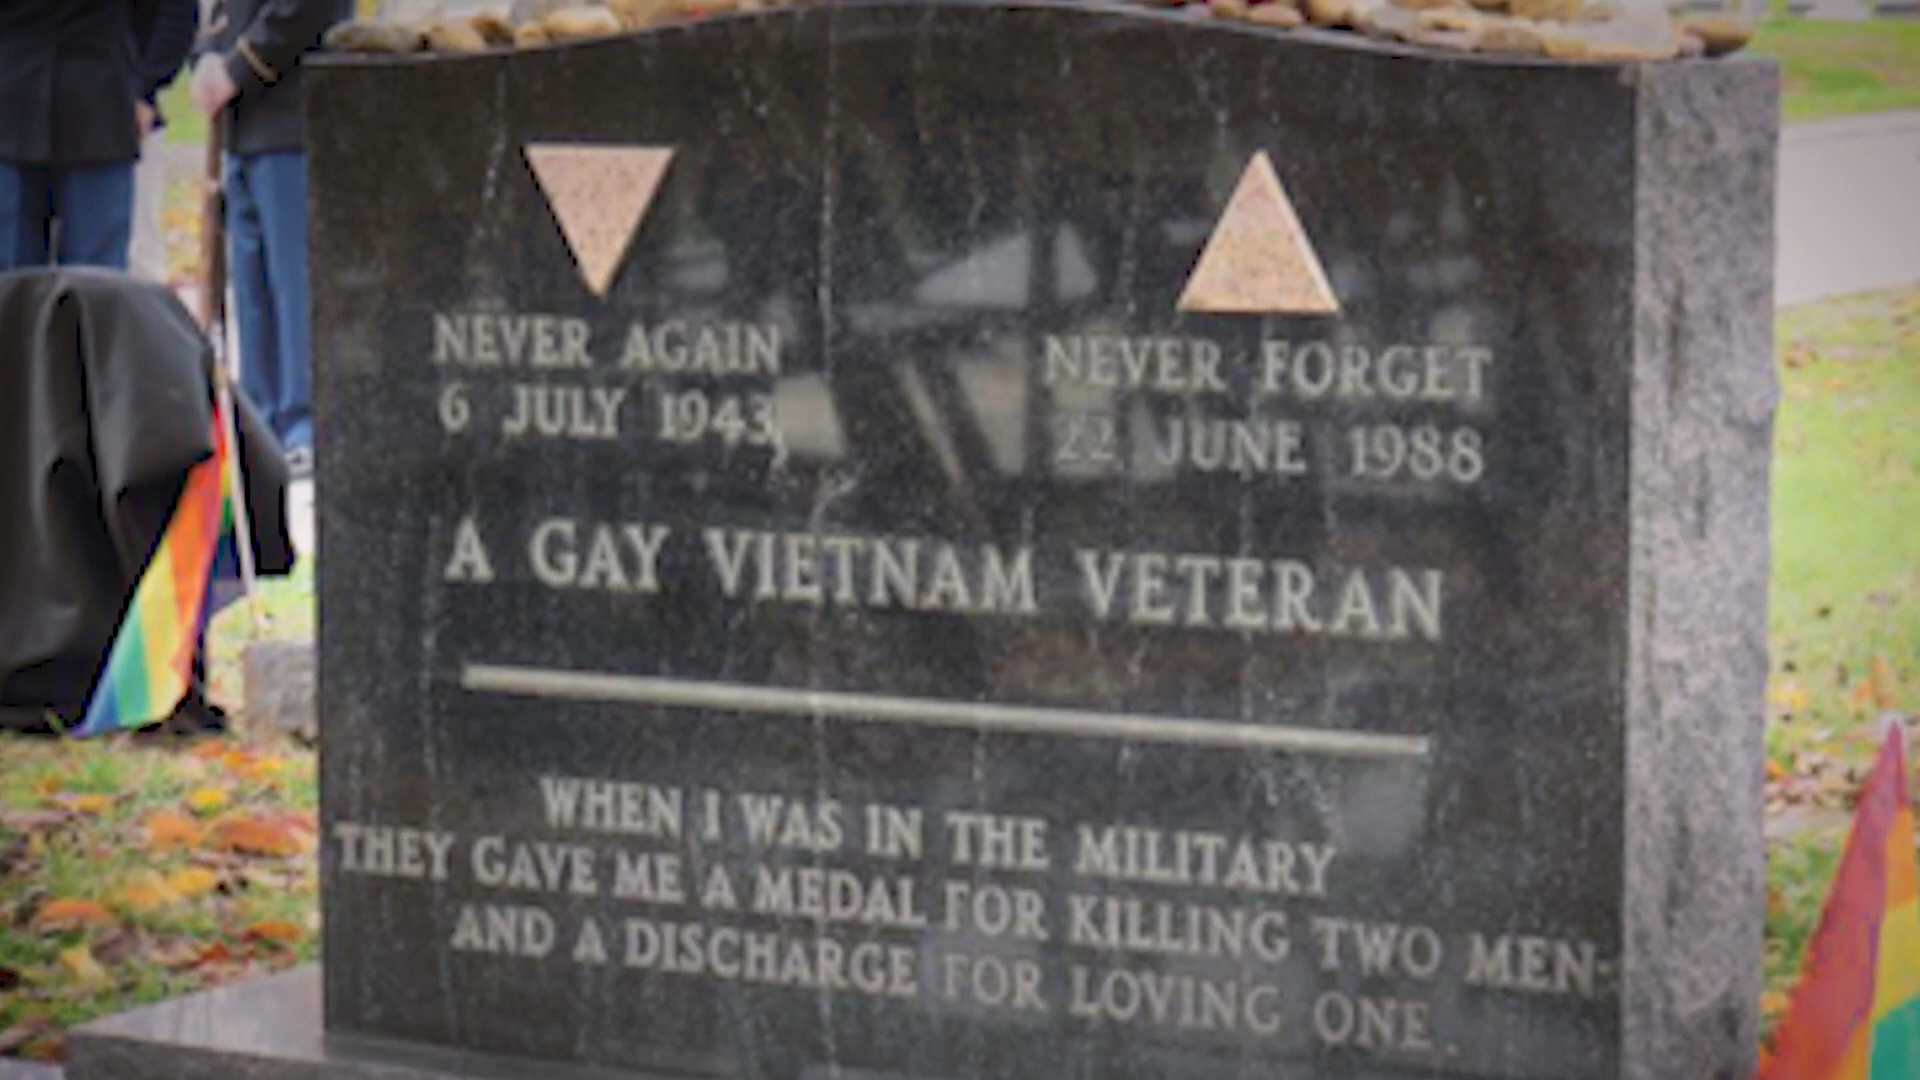 NEVER AGAIN
6 JULY 1943
NEVER FORGET
22 JUNE 1988
A GAY VIETNAM VETERAN
WHEN I WAS IN THE MILITARY
THEY GAVE ME A MEDAL FOR KILLING TWO MEN
AND A DISCHARGE FOR LOVING ONE.